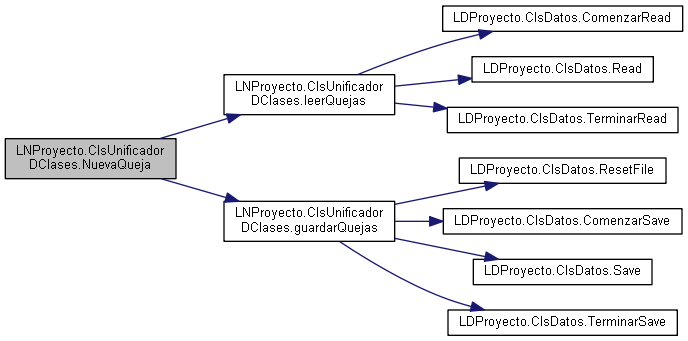 LDProyecto.ClsDatos.ComenzarRead
LDProyecto.ClsDatos.Read
LNProyecto.ClsUnificador
DClases.leerQuejas
LDProyecto.ClsDatos.TerminarRead
LNProyecto.ClsUnificador
DClases.NuevaQueja
LDProyecto.ClsDatos.ResetFile
LNProyecto.ClsUnificador
DClases.guardarQuejas
LDProyecto.ClsDatos.ComenzarSave
LDProyecto.ClsDatos.Save
LDProyecto.ClsDatos.TerminarSave